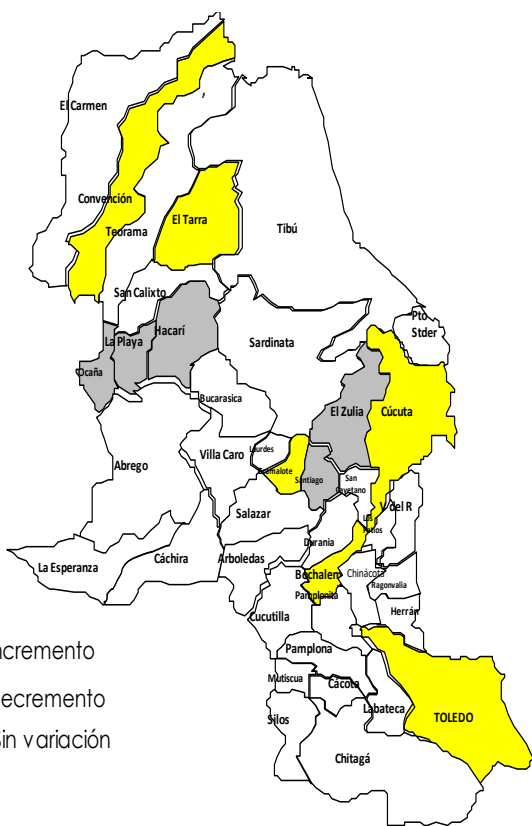 El Carmen
Convención
Teorama
El Tarra
Tibú
San Calixto
La Playa
Hacarí
Ocaña
Sardinata
Pto
Stder
Bucarasica
El Zulia
Cúcuta
Abrego
Villa Caro
Lourdes
Gramalote
Santiago
San
Cayetano
Salazar
Los
Patios
V del R
Durania
La Esperanza
Cáchira
Arboledas
Bochalema
Chinácota
Pamplonita
Ragonvalia
Cucutilla
Herrán
Pamplona
Mutiscua
Cácota
Labateca
Silos
TOLEDO
Chitagá
ncremento
ecremento
Sin variación